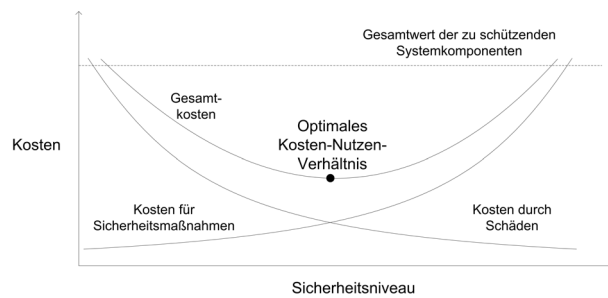 Gesamtwert der zu schützenden
Systemkomponenten
Gesamt-
kosten
Optimales
Kosten-Nutzen-
Verhältnis
Kosten
Kosten für
Sicherheitsmaßnahmen
Kosten durch
Schäden
Sicherheitsniveau